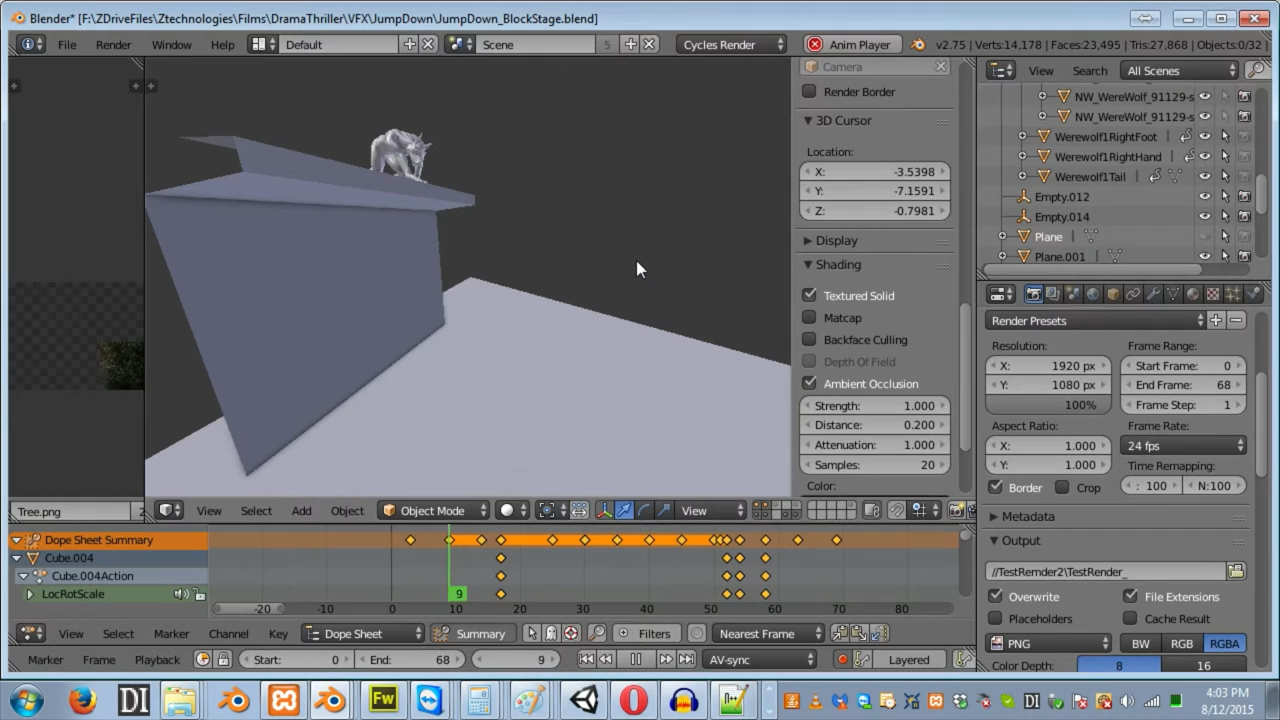 Blender* [F:\ZDriveFiles\Ztechnologies\Films\DramaThriller\VFX\JumpDown\JumpDown_BlockStage.blend]
File Render Window Help Default Scene 5 Cycles Render Anim Player v2.75 | Verts:14,178 | Faces:23,495 | Tris:27,868 | Objects:0/32 |
Camera
Render Border
3D Cursor
Location:
X: -3.5398
Y: -7.1591
Z: -0.7981
Display
Shading
Textured Solid
Matcap
Backface Culling
Depth Of Field
Ambient Occlusion
Strength: 1.000
Distance: 0.200
Attenuation: 1.000
Samples: 20
Color:
View Search All Scenes
NW_WereWolf_91129-s
NW_WereWolf_91129-s
Werewolf1RightFoot
Werewolf1RightHand
Werewolf1Tail
Empty.012
Empty.014
Plane
Plane.001
Render Presets
Resolution: Frame Range:
X: 1920 px Start Frame: 0
Y: 1080 px End Frame: 68
100% Frame Step: 1
Aspect Ratio: Frame Rate:
X: 1.000 24 fps
Y: 1.000 Time Remapping:
Border Crop : 100 N:100
Metadata
Output
//TestRemder2\TestRender_
Overwrite File Extensions
Placeholders Cache Result
PNG BW RGB RGBA
Color Depth: 8 16
Tree.png 2 View Select Add Object Object Mode View
Dope Sheet Summary
Cube.004
Cube.004Action
LocRotScale 9
-20 -10 0 10 20 30 40 50 60 70 80
View Select Marker Channel Key Dope Sheet Summary Filters Nearest Frame
Marker Frame Playback Start: 0 End: 68 9 AV-sync Layered
DI Fw DI 4:03 PM
8/12/2015